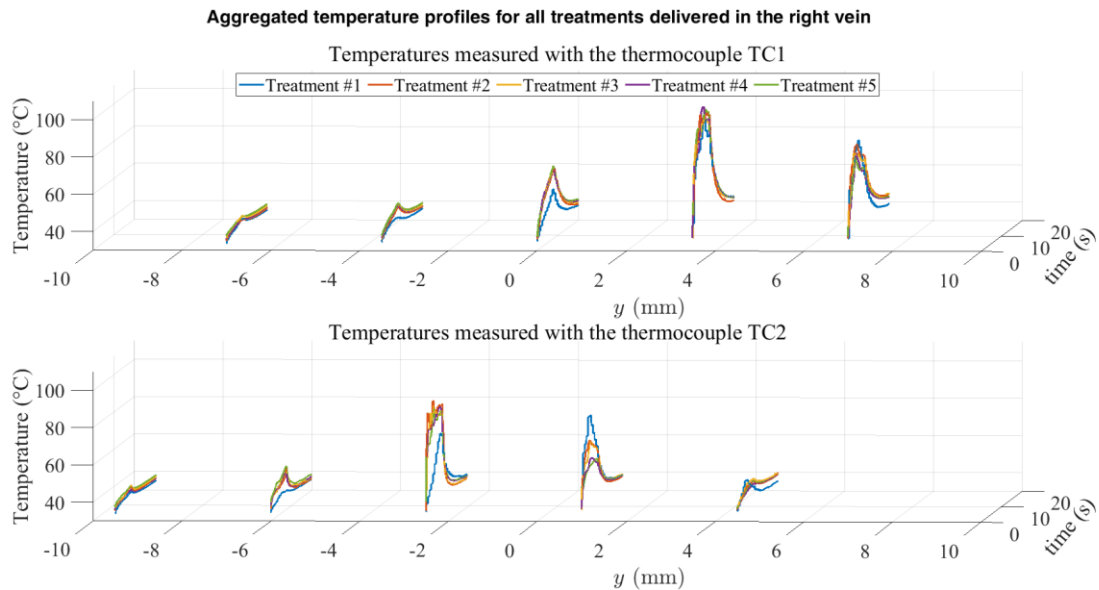 Aggregated temperature profiles for all treatments delivered in the right vein
Temperatures measured with the thermocouple TC1
Treatment #1 Treatment #2 Treatment #3 Treatment #4 Treatment #5
Temperature (°C)
100
80
60
40
-10 -8 -6 -4 -2 0 2 4 6 8 10
0 10 20
time (s)
y (mm)
Temperatures measured with the thermocouple TC2
Temperature (°C)
100
80
60
40
-10 -8 -6 -4 -2 0 2 4 6 8 10
0 10 20
time (s)
y (mm)